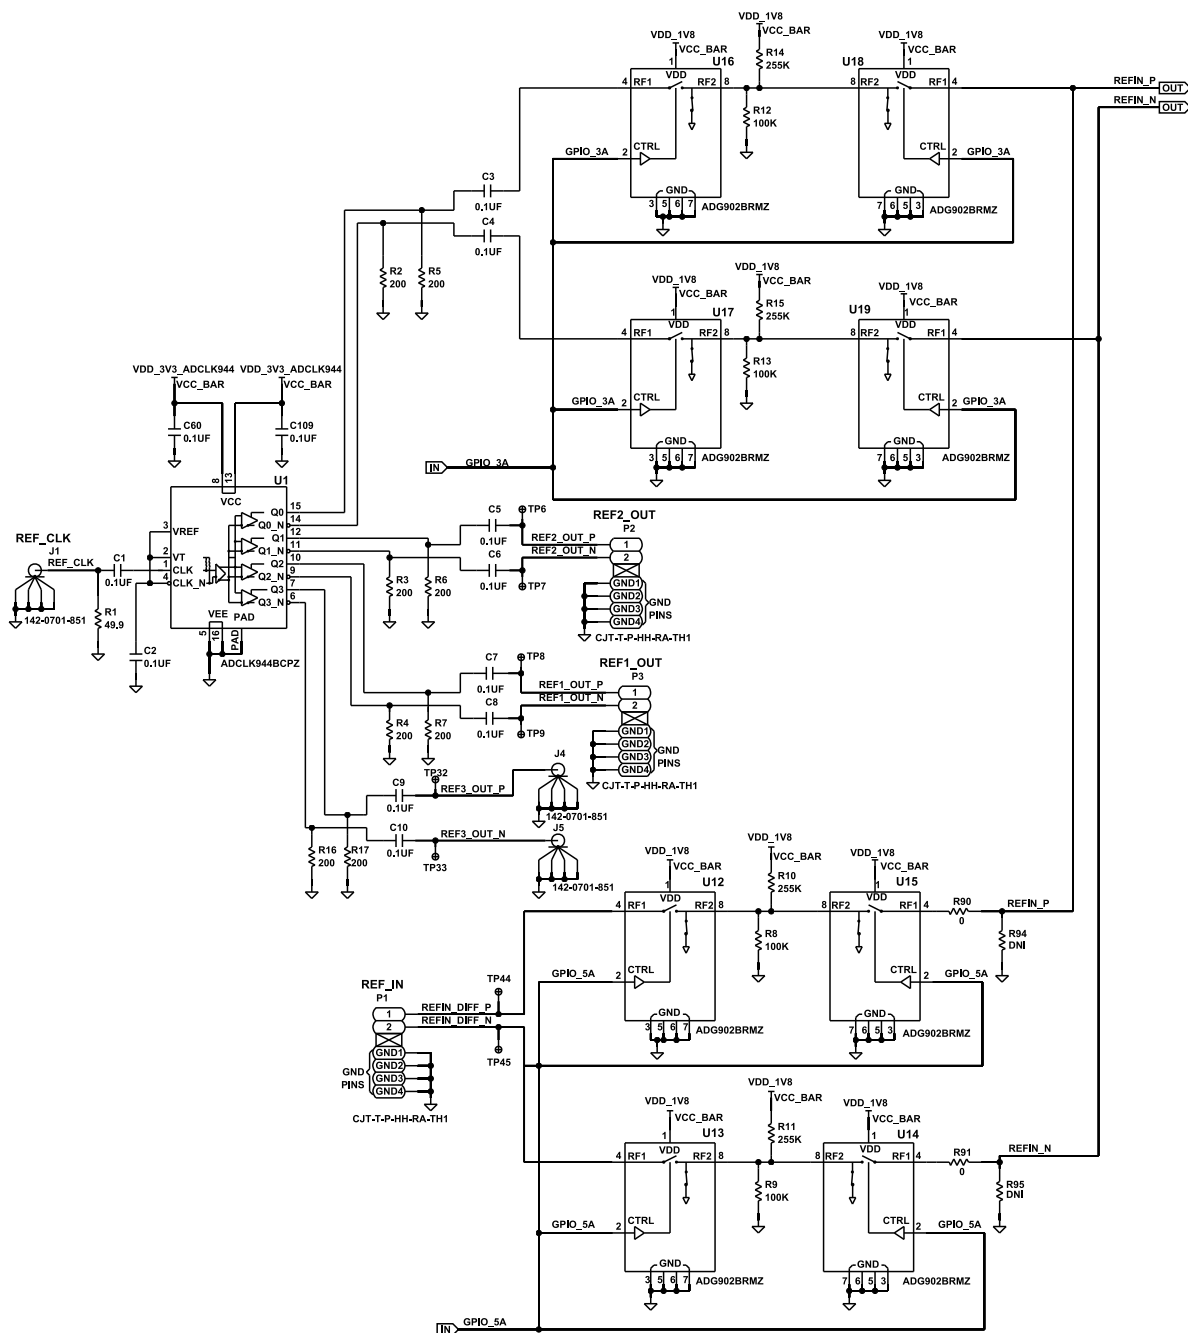 VDD_1V8
VCC_BAR
R14
255K
VDD_1V8
VCC_BAR
1
U16
4 RF1 VDD RF2 8
R12
100K
GPIO_3A
2 CTRL
GND
3 5 6 7
ADG902BRMZ
VDD_1V8
VCC_BAR
U18
1
8 RF2 VDD RF1 4
CTRL 2
GPIO_3A
GND
7 6 5 3
ADG902BRMZ
REFIN_P
OUT
REFIN_N
OUT
C3
0.1UF
C4
0.1UF
R2
200
R5
200
VDD_1V8
VCC_BAR
R15
255K
VDD_1V8
VCC_BAR
1
U17
4 RF1 VDD RF2 8
R13
100K
GPIO_3A
2 CTRL
GND
3 5 6 7
ADG902BRMZ
VDD_1V8
VCC_BAR
U19
1
8 RF2 VDD RF1 4
CTRL 2
GPIO_3A
GND
7 6 5 3
ADG902BRMZ
IN
GPIO_3A
VDD_3V3_ADCLK944
VCC_BAR
VDD_3V3_ADCLK944
VCC_BAR
C60
0.1UF
C109
0.1UF
8 13
U1
VCC
3 VREF
2 VT
1 CLK
4 CLK_N
Q0 15
Q0_N 14
Q1 12
Q1_N 11
Q2 10
Q2_N 9
Q3 7
Q3_N 6
VEE PAD
5 16 PAD
ADCLK944BCPZ
REF_CLK
J1
REF_CLK
142-0701-851
R1
49.9
C1
0.1UF
C2
0.1UF
C5
0.1UF
C6
0.1UF
TP6
TP7
R3
200
R6
200
REF2_OUT
P2
REF2_OUT_P
REF2_OUT_N
1
2
GND1
GND2
GND3
GND4
GND
PINS
CJT-T-P-HH-RA-TH1
C7
0.1UF
C8
0.1UF
TP8
TP9
R4
200
R7
200
REF1_OUT
P3
REF1_OUT_P
REF1_OUT_N
1
2
GND1
GND2
GND3
GND4
GND
PINS
CJT-T-P-HH-RA-TH1
C9
0.1UF
TP32
REF3_OUT_P
J4
142-0701-851
C10
0.1UF
TP33
REF3_OUT_N
J5
142-0701-851
R16
200
R17
200
VDD_1V8
VCC_BAR
R10
255K
VDD_1V8
VCC_BAR
1
U12
4 RF1 VDD RF2 8
R8
100K
GPIO_5A
2 CTRL
GND
3 5 6 7
ADG902BRMZ
VDD_1V8
VCC_BAR
1
U15
8 RF2 VDD RF1 4
CTRL 2
GPIO_5A
GND
7 6 5 3
ADG902BRMZ
R90
0
REFIN_P
R94
DNI
REF_IN
P1
1
2
GND1
GND2
GND3
GND4
GND
PINS
CJT-T-P-HH-RA-TH1
REFIN_DIFF_P
REFIN_DIFF_N
TP44
TP45
VDD_1V8
VCC_BAR
R11
255K
VDD_1V8
VCC_BAR
1
U13
4 RF1 VDD RF2 8
R9
100K
GPIO_5A
2 CTRL
GND
3 5 6 7
ADG902BRMZ
VDD_1V8
VCC_BAR
1
U14
8 RF2 VDD RF1 4
CTRL 2
GPIO_5A
GND
7 6 5 3
ADG902BRMZ
R91
0
REFIN_N
R95
DNI
IN
GPIO_5A